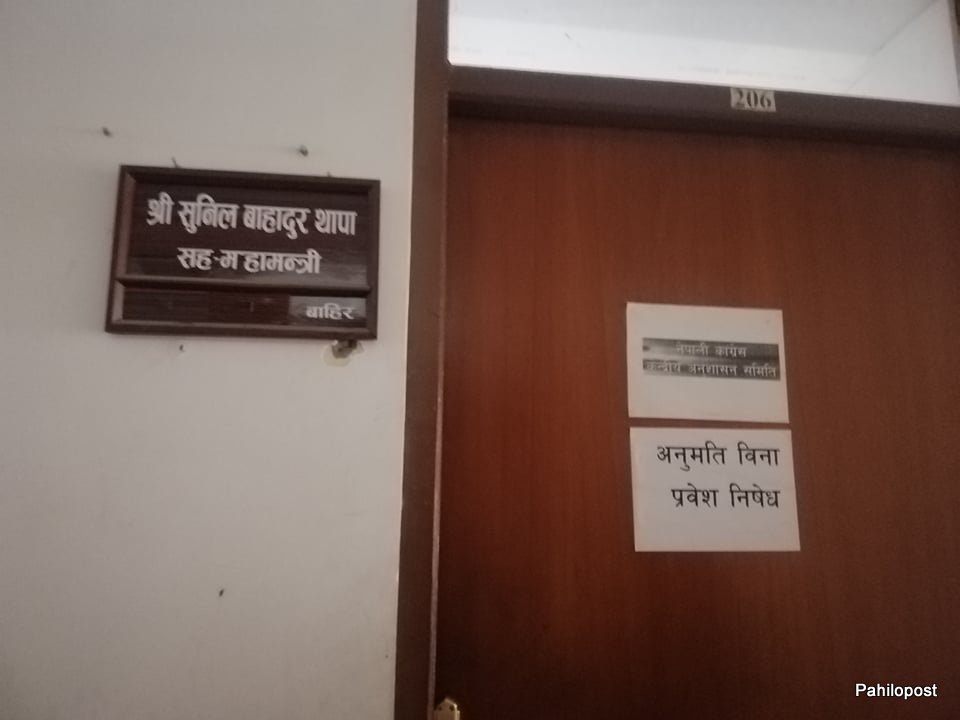 206
श्री सुनिल बाहादुर थापा
सह-महामन्त्री
बाहिर
नेपाली कांग्रेस
केन्द्रीय अनुशासन समिति
अनुमति विना
प्रवेश निषेध
Pahilopost